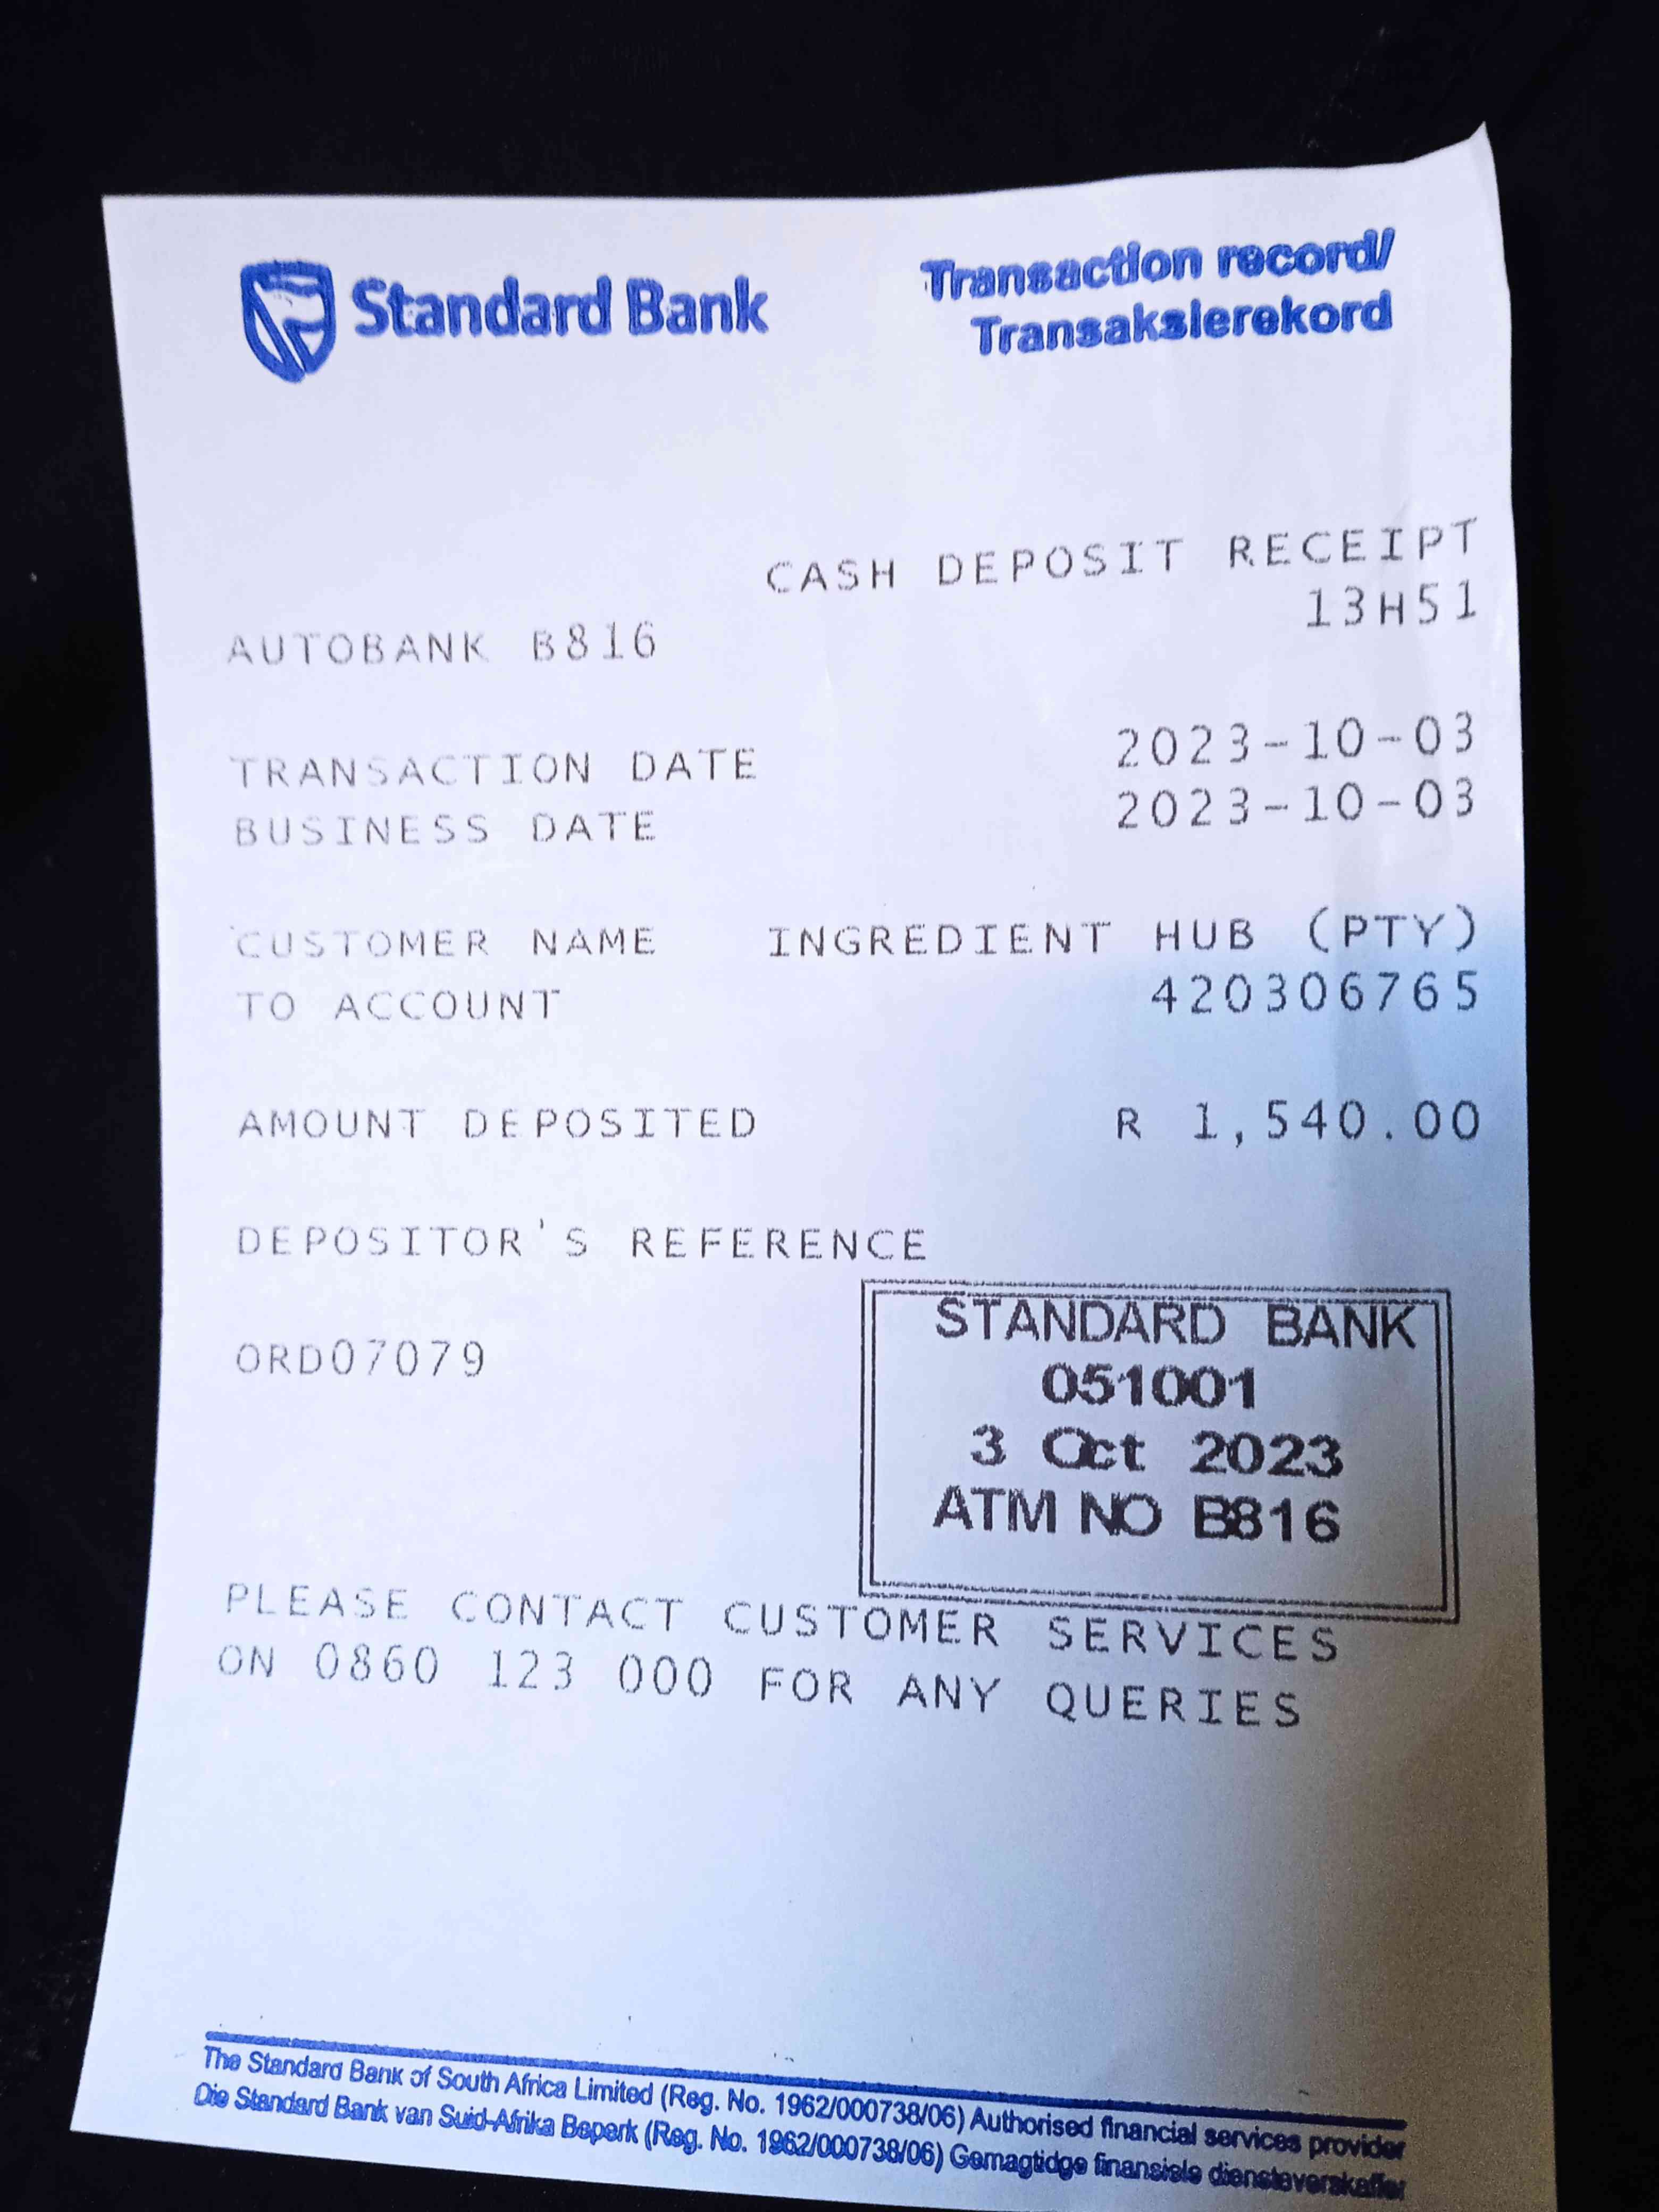 Standard Bank
Transaction record/
Transaksierekord
CASH DEPOSIT RECEIPT
13H51
AUTOBANK B816
TRANSACTION DATE 2023-10-03
BUSINESS DATE 2023-10-03
CUSTOMER NAME INGREDIENT HUB (PTY)
TO ACCOUNT 420306765
AMOUNT DEPOSITED R 1,540.00
DEPOSITOR'S REFERENCE
ORD07079
STANDARD BANK
051001
3 Oct 2023
ATM NO B816
PLEASE CONTACT CUSTOMER SERVICES
ON 0860 123 000 FOR ANY QUERIES
The Standard Bank of South Africa Limited (Reg. No. 1962/000738/06) Authorised financial services provider
Die Standard Bank van Suid-Afrika Beperk (Reg. No. 1962/000738/06) Gemagtidge finansiele diensteverskaffer